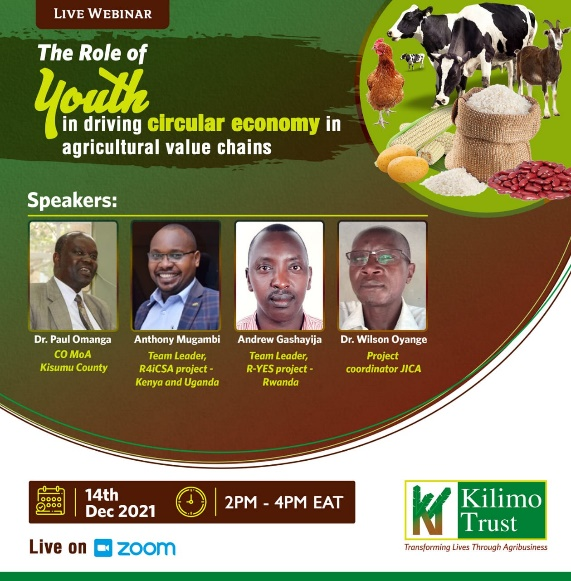 LIVE WEBINAR
The Role of
Youth
in driving circular economy in
agricultural value chains
Speakers:
Dr. Paul Omanga
CO MoA
Kisumu County
Anthony Mugambi
Team Leader,
R4iCSA project -
Kenya and Uganda
Andrew Gashayija
Team Leader,
R-YES project -
Rwanda
Dr. Wilson Oyange
Project
coordinator JICA
14th
Dec 2021
2PM - 4PM EAT
Live on zoom
Kilimo
Trust
Transforming Lives Through Agribusiness